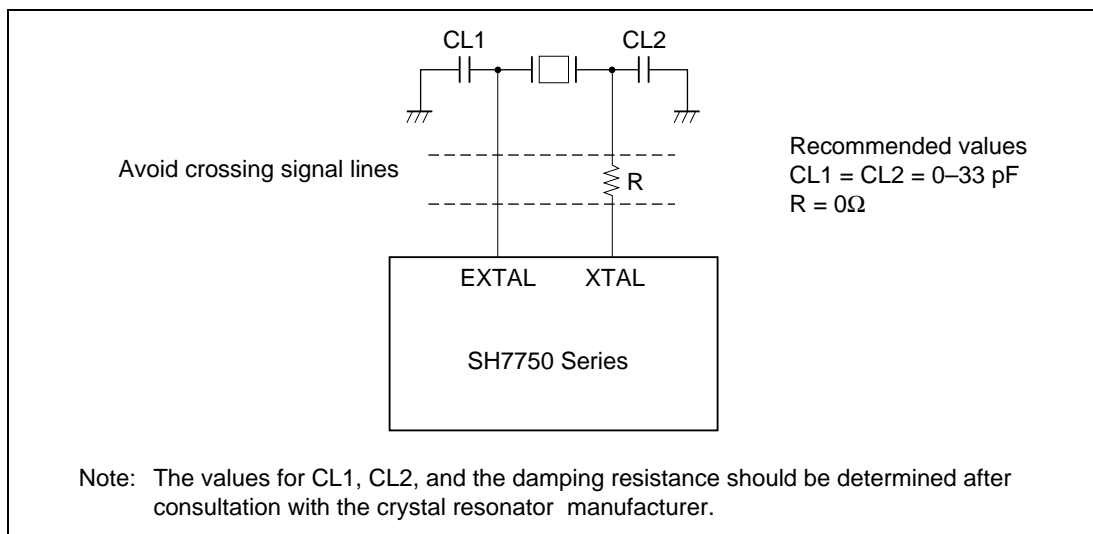 CL1 CL2
Avoid crossing signal lines
R
Recommended values
CL1 = CL2 = 0–33 pF
R = 0Ω
EXTAL XTAL
SH7750 Series
Note: The values for CL1, CL2, and the damping resistance should be determined after
consultation with the crystal resonator manufacturer.